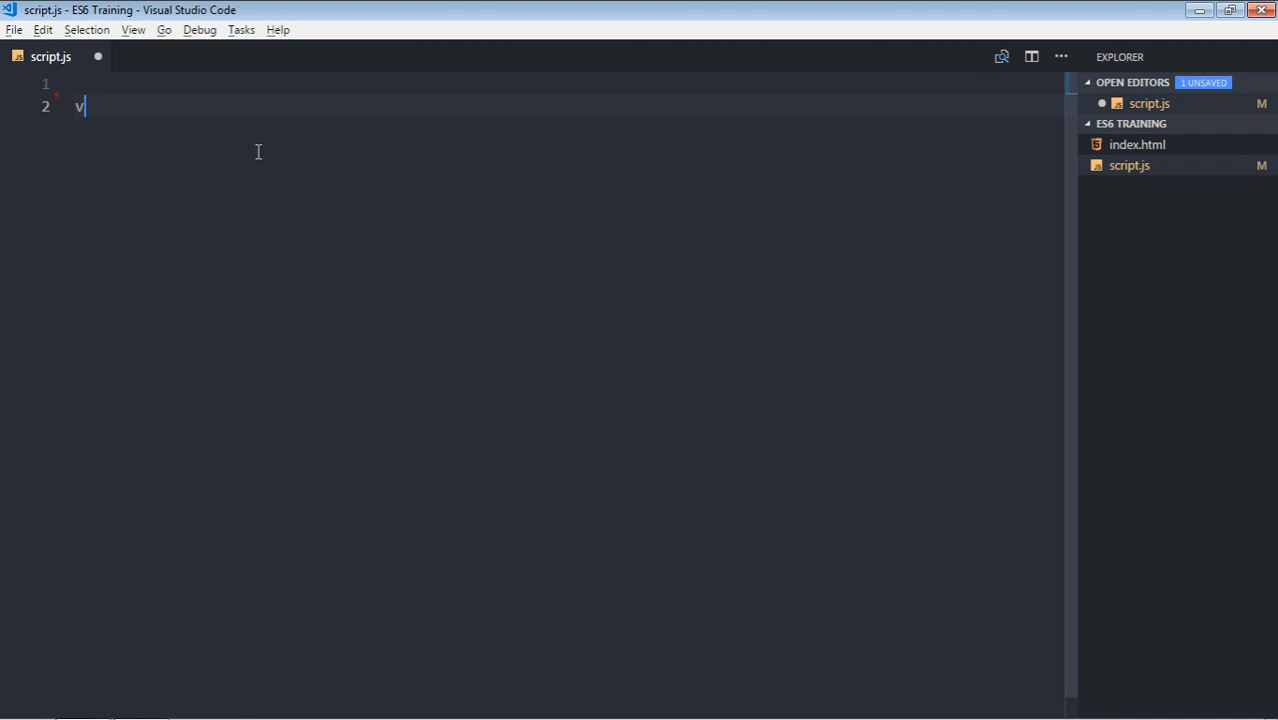 script.js - ES6 Training - Visual Studio Code
File Edit Selection View Go Debug Tasks Help
script.js
EXPLORER
1
2 v
OPEN EDITORS 1 UNSAVED
script.js M
ES6 TRAINING
index.html
script.js M